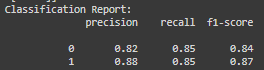 Classification Report:
precision recall f1-score
0 0.82 0.85 0.84
1 0.88 0.85 0.87